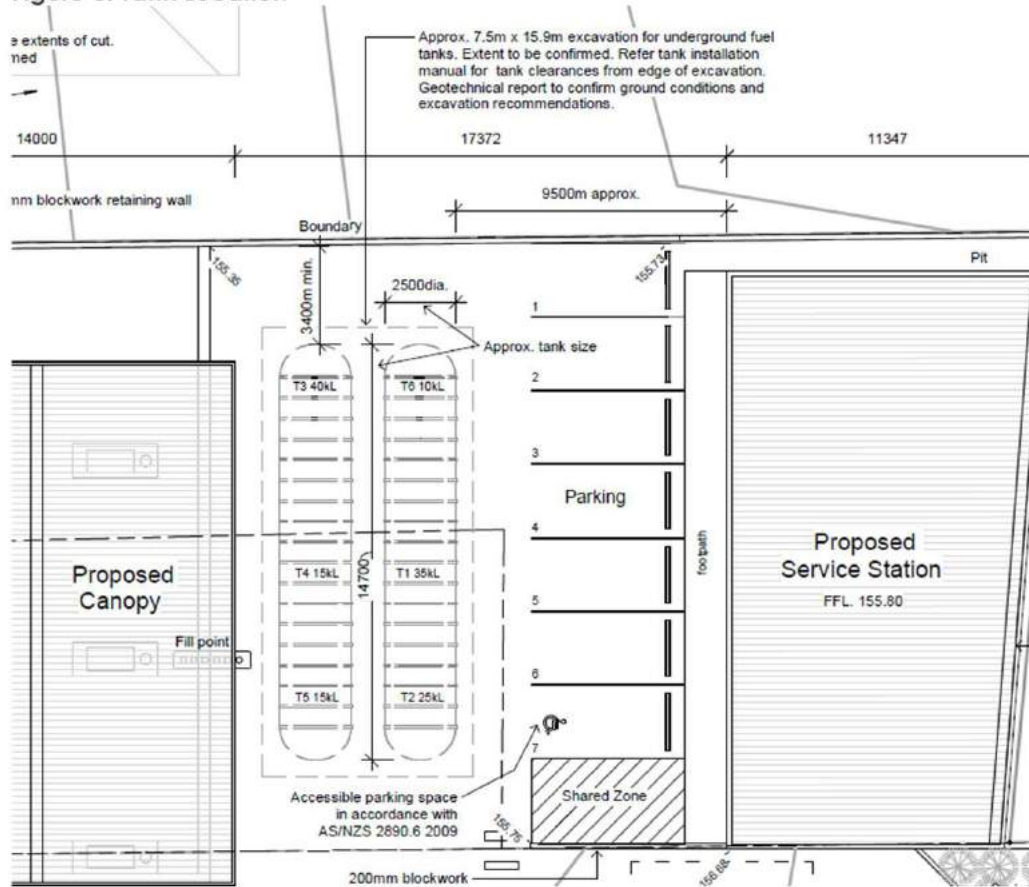 e extents of cut.
med
Approx. 7.5m x 15.9m excavation for underground fuel
tanks. Extent to be confirmed. Refer tank installation
manual for tank clearances from edge of excavation.
Geotechnical report to confirm ground conditions and
excavation recommendations.
14000
17372
11347
mm blockwork retaining wall
9500m approx.
Boundary
155.35
3400m min.
2500dia.
155.73
Pit
1
Approx. tank size
T3 40kL
T6 10kL
2
3
Parking
4
14700
footpath
Proposed
Canopy
T4 15kL
T1 35kL
Proposed
Service Station
FFL. 155.80
5
Fill point
6
T5 15kL
T2 25kL
7
Accessible parking space
in accordance with
AS/NZS 2890.6 2009
Shared Zone
155.75
200mm blockwork
156.68